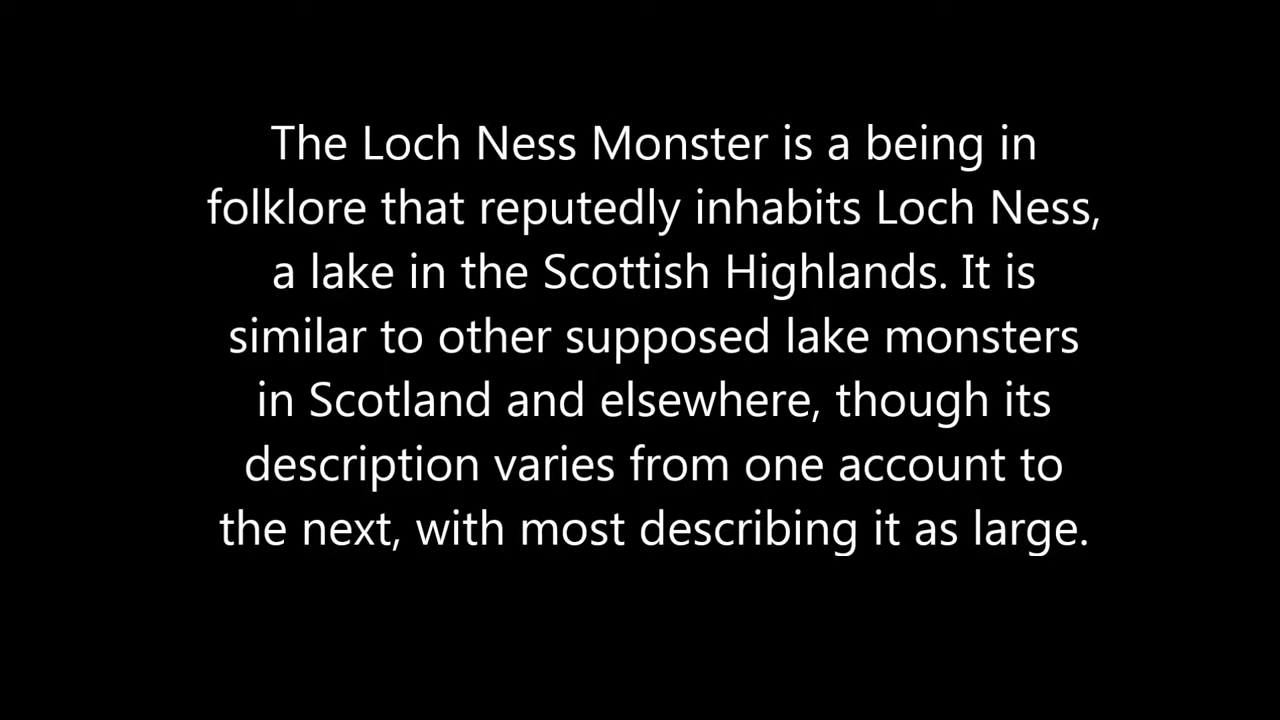 The Loch Ness Monster is a being in
folklore that reputedly inhabits Loch Ness,
a lake in the Scottish Highlands. It is
similar to other supposed lake monsters
in Scotland and elsewhere, though its
description varies from one account to
the next, with most describing it as large.